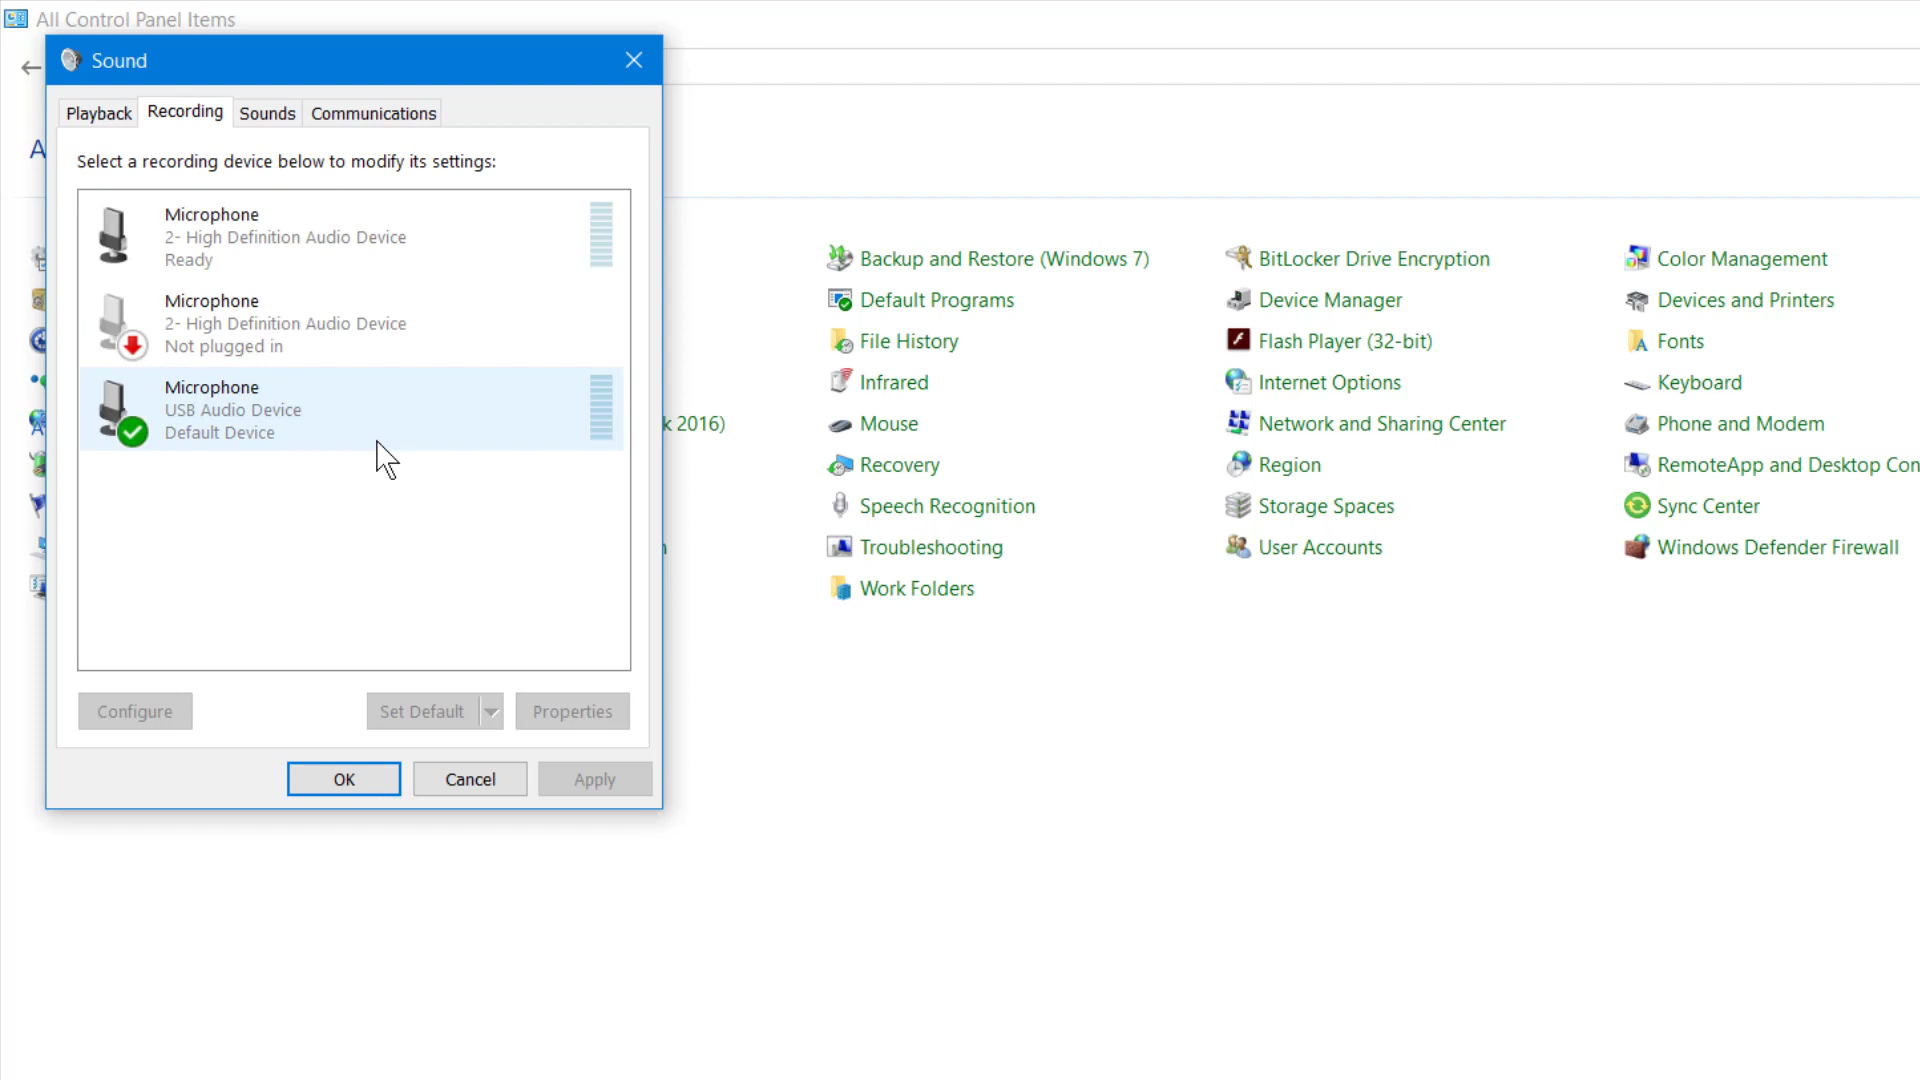 All Control Panel Items
Sound
Playback
Recording
Sounds
Communications
Select a recording device below to modify its settings:
Microphone
2- High Definition Audio Device
Ready
Microphone
2- High Definition Audio Device
Not plugged in
Microphone
USB Audio Device
Default Device
Configure
Set Default
Properties
OK
Cancel
Apply
A
k 2016)
Backup and Restore (Windows 7)
Default Programs
File History
Infrared
Mouse
Recovery
Speech Recognition
Troubleshooting
Work Folders
BitLocker Drive Encryption
Device Manager
Flash Player (32-bit)
Internet Options
Network and Sharing Center
Region
Storage Spaces
User Accounts
Color Management
Devices and Printers
Fonts
Keyboard
Phone and Modem
RemoteApp and Desktop Con
Sync Center
Windows Defender Firewall